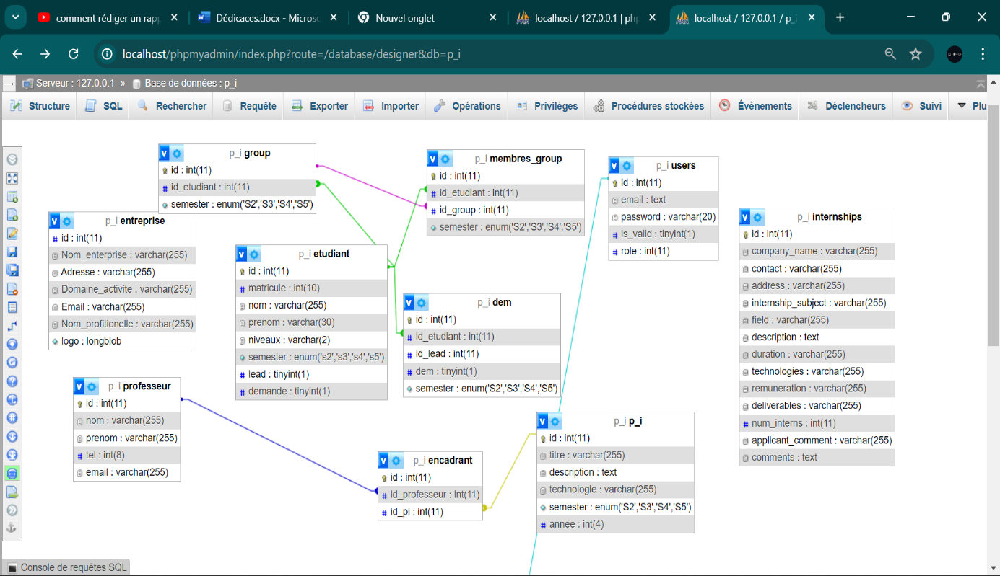 comment rédiger un rapp
Dédicaces.docx - Microsc
Nouvel onglet
localhost / 127.0.0.1 | php
localhost / 127.0.0.1 / p_i
localhost/phpmyadmin/index.php?route=/database/designer&db=p_i
Serveur : 127.0.0.1 » Base de données : p_i
Structure
SQL
Rechercher
Requête
Exporter
Importer
Opérations
Privilèges
Procédures stockées
Évènements
Déclencheurs
Suivi
Plu
p_i group
id : int(11)
id_etudiant : int(11)
semester : enum('S2','S3','S4','S5')
p_i membres_group
id : int(11)
id_etudiant : int(11)
id_group : int(11)
semester : enum('S2','S3','S4','S5')
p_i users
id : int(11)
email : text
password : varchar(20)
is_valid : tinyint(1)
role : int(11)
p_i entreprise
id : int(11)
Nom_enterprise : varchar(255)
Adresse : varchar(255)
Domaine_activite : varchar(255)
Email : varchar(255)
Nom_profitionelle : varchar(255)
logo : longblob
p_i internships
id : int(11)
company_name : varchar(255)
contact : varchar(255)
address : varchar(255)
internship_subject : varchar(255)
field : varchar(255)
description : text
duration : varchar(255)
technologies : varchar(255)
remuneration : varchar(255)
deliverables : varchar(255)
num_interns : int(11)
applicant_comment : varchar(255)
comments : text
p_i etudiant
id : int(11)
matricule : int(10)
nom : varchar(255)
prenom : varchar(30)
niveaux : varchar(2)
semester : enum('s2','s3','s4','s5')
lead : tinyint(1)
demande : tinyint(1)
p_i dem
id : int(11)
id_etudiant : int(11)
id_lead : int(11)
dem : tinyint(1)
semester : enum('S2','S3','S4','S5')
p_i professeur
id : int(11)
nom : varchar(255)
prenom : varchar(255)
tel : int(8)
email : varchar(255)
p_i encadrant
id : int(11)
id_professeur : int(11)
id_pi : int(11)
p_i p_i
id : int(11)
titre : varchar(255)
description : text
technologie : varchar(255)
semester : enum('S2','S3','S4','S5')
annee : int(4)
Console de requêtes SQL